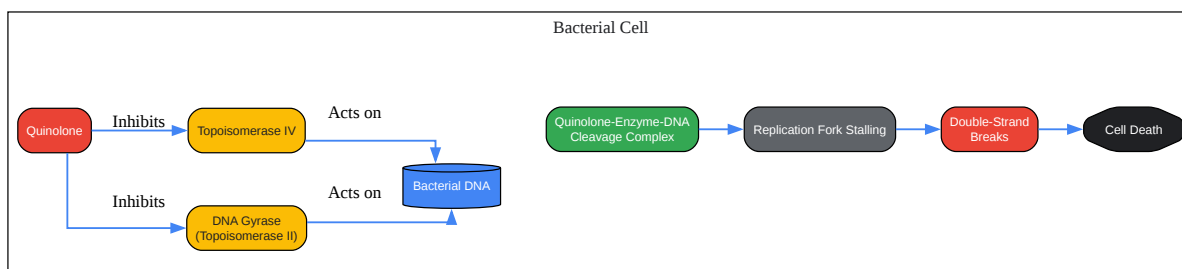 Bacterial Cell
Quinolone
Inhibits
Topoisomerase IV
Acts on
Bacterial DNA
Inhibits
DNA Gyrase
(Topoisomerase II)
Acts on
Quinolone-Enzyme-DNA
Cleavage Complex
Replication Fork Stalling
Double-Strand
Breaks
Cell Death